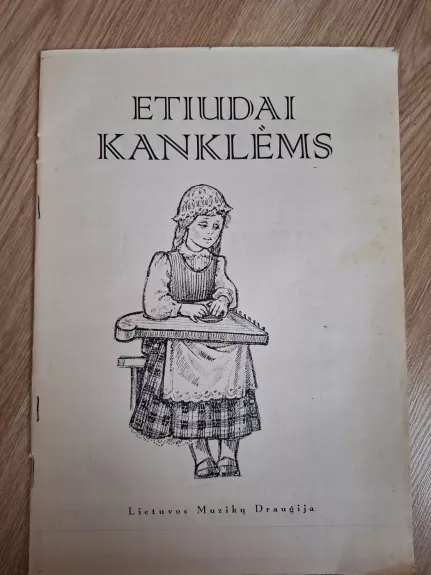 ETIUDAI
KANKLĖMS
Lietuvos Muzikų Draugija